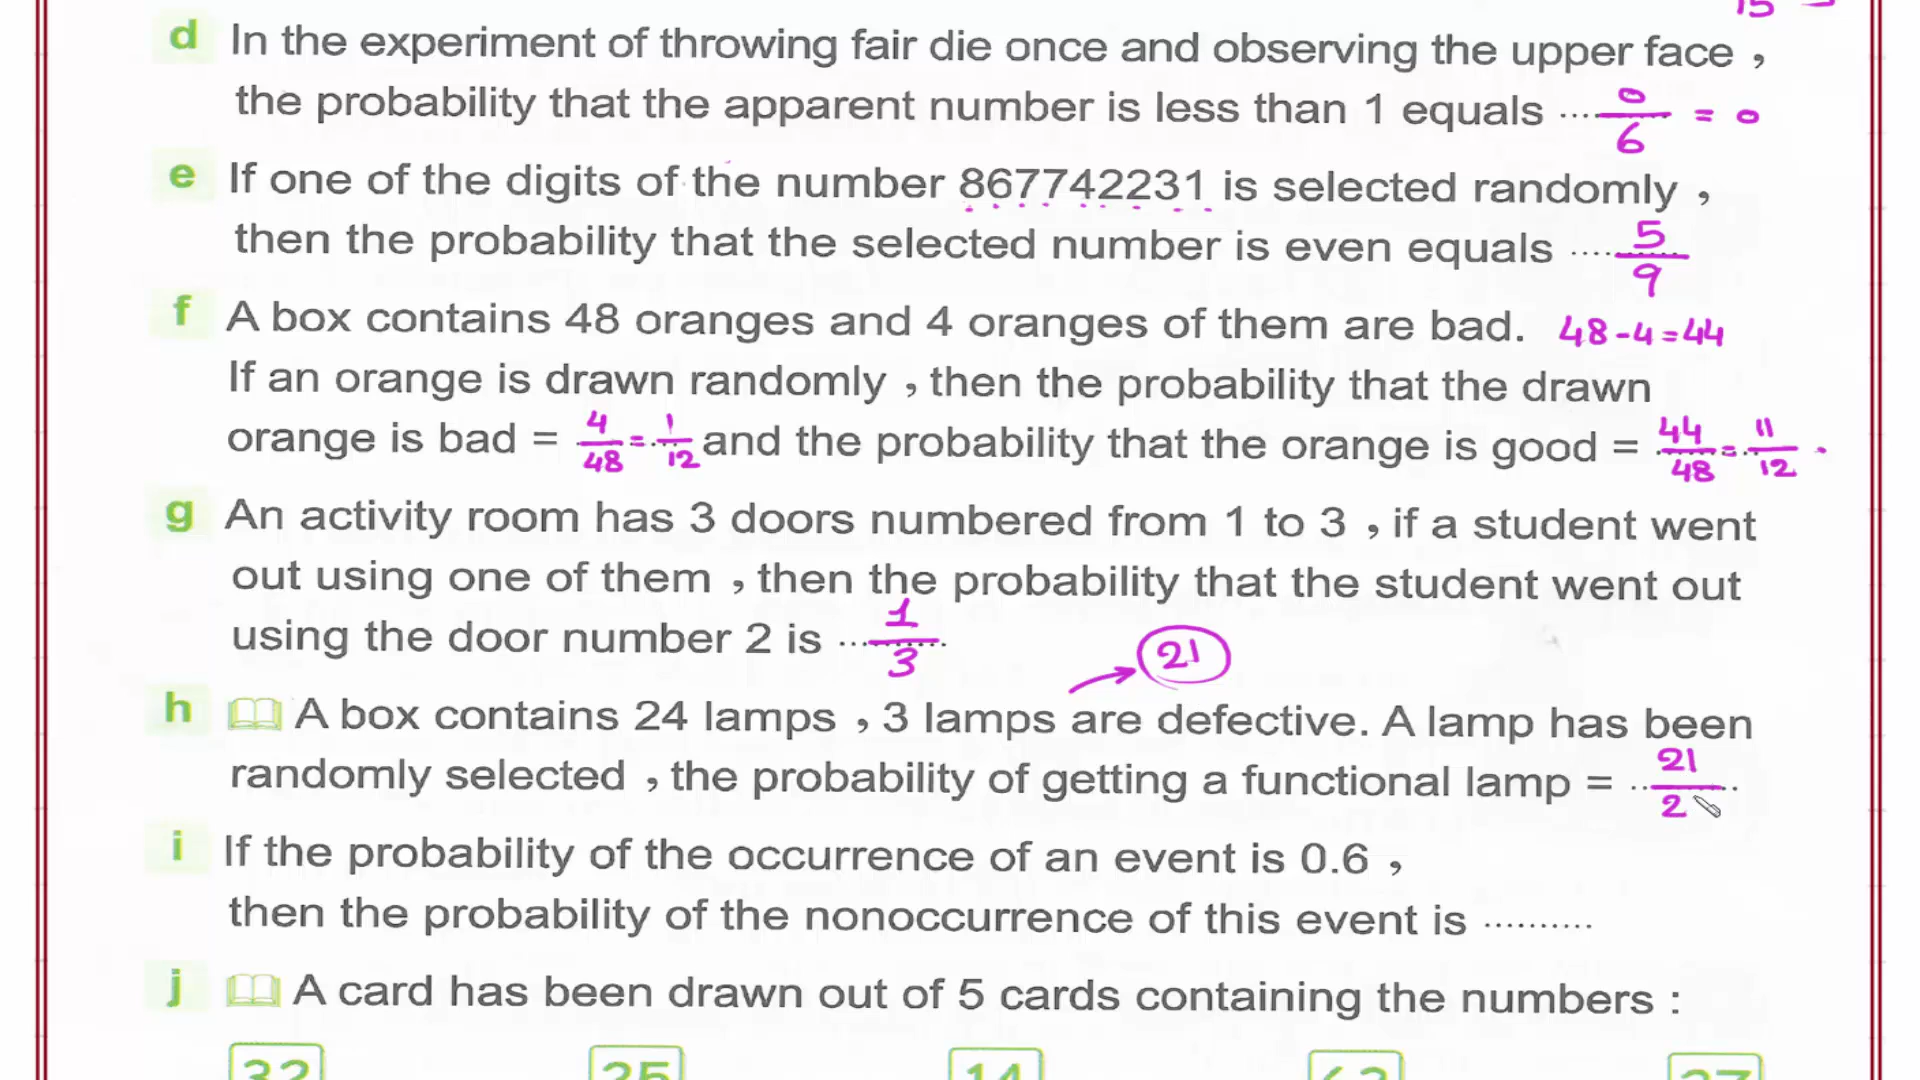 15
d In the experiment of throwing fair die once and observing the upper face ,
the probability that the apparent number is less than 1 equals ..... 0/6 = 0
e If one of the digits of the number 867742231 is selected randomly ,
then the probability that the selected number is even equals ..... 5/9
f A box contains 48 oranges and 4 oranges of them are bad. 48-4=44
If an orange is drawn randomly , then the probability that the drawn
orange is bad = 4/48 = 1/12 and the probability that the orange is good = 44/48 = 11/12 .
g An activity room has 3 doors numbered from 1 to 3 , if a student went
out using one of them , then the probability that the student went out
using the door number 2 is ..... 1/3
21
h A box contains 24 lamps , 3 lamps are defective. A lamp has been
randomly selected , the probability of getting a functional lamp = ..... 21/2
i If the probability of the occurrence of an event is 0.6 ,
then the probability of the nonoccurrence of this event is ..........
j A card has been drawn out of 5 cards containing the numbers :
32 25 14 63 27